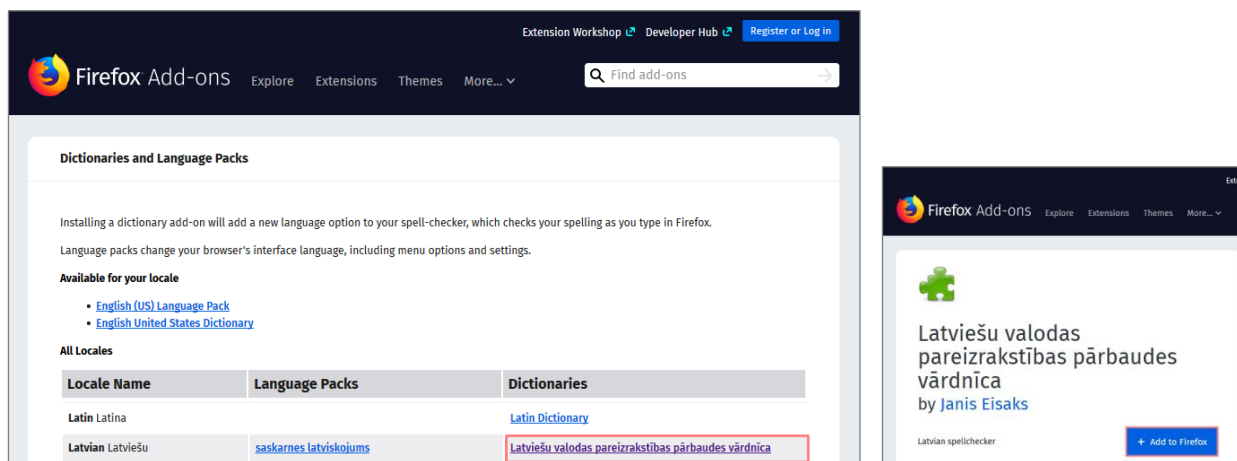 Extension Workshop Developer Hub Register or Log in
Firefox Add-ons Explore Extensions Themes More... Find add-ons
Dictionaries and Language Packs
Installing a dictionary add-on will add a new language option to your spell-checker, which checks your spelling as you type in Firefox.
Language packs change your browser's interface language, including menu options and settings.
Available for your locale
• English (US) Language Pack
• English United States Dictionary
All Locales
Locale Name Language Packs Dictionaries
Latin Latina Latin Dictionary
Latvian Latviešu saskarnes latviskojums Latviešu valodas pareizrakstības pārbaudes vārdnīca
Firefox Add-ons Explore Extensions Themes More...
Latviešu valodas
pareizrakstības pārbaudes
vārdnīca
by Janis Eisaks
Latvian spellchecker + Add to Firefox